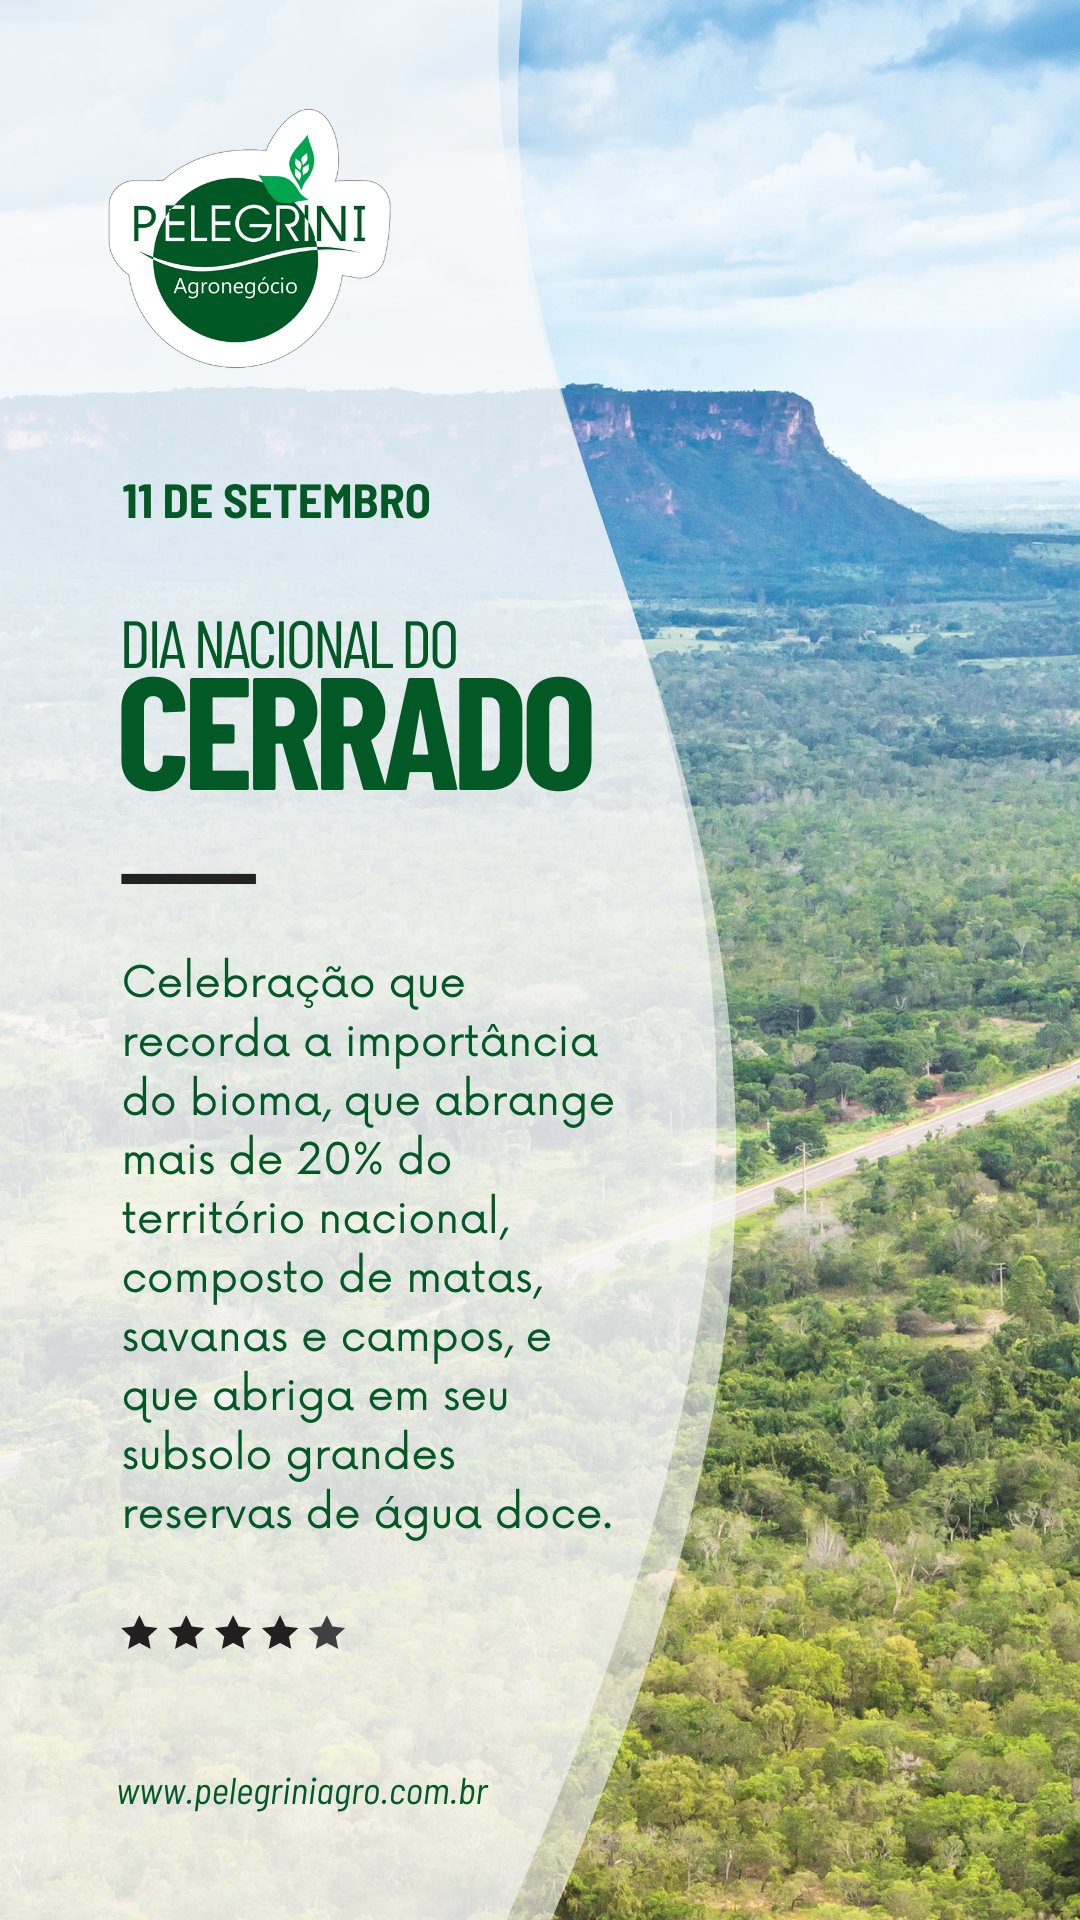 PELEGRINI
Agronegócio
11 DE SETEMBRO
DIA NACIONAL DO
CERRADO
Celebração que
recorda a importância
do bioma, que abrange
mais de 20% do
território nacional,
composto de matas,
savanas e campos, e
que abriga em seu
subsolo grandes
reservas de água doce.
www.pelegriniagro.com.br